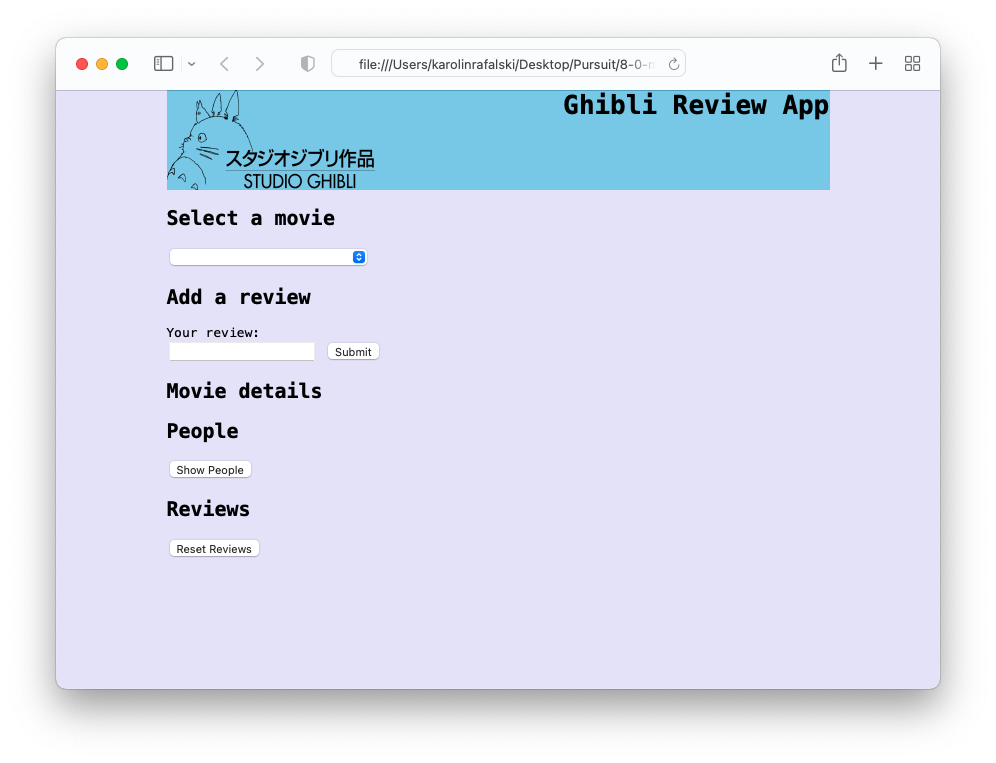 file:///Users/karolinrafalski/Desktop/Pursuit/8-0-
Ghibli Review App
スタジオジブリ作品
STUDIO GHIBLI
Select a movie
Add a review
Your review:
Submit
Movie details
People
Show People
Reviews
Reset Reviews